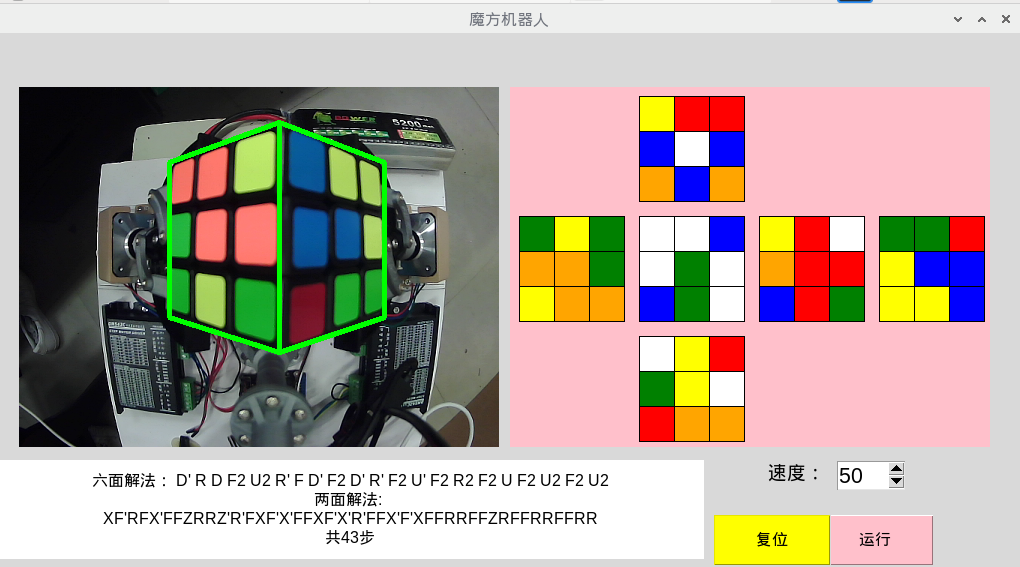 魔方机器人
5200
六面解法： D' R D F2 U2 R' F D' F2 D' R' F2 U' F2 R2 F2 U F2 U2 F2 U2
两面解法:
XF'RFX'FFZRRZ'R'FXF'X'FFXF'X'R'FFX'F'XFFRRFFZRFFRRFFRR
共43步
速度：
50
复位
运行